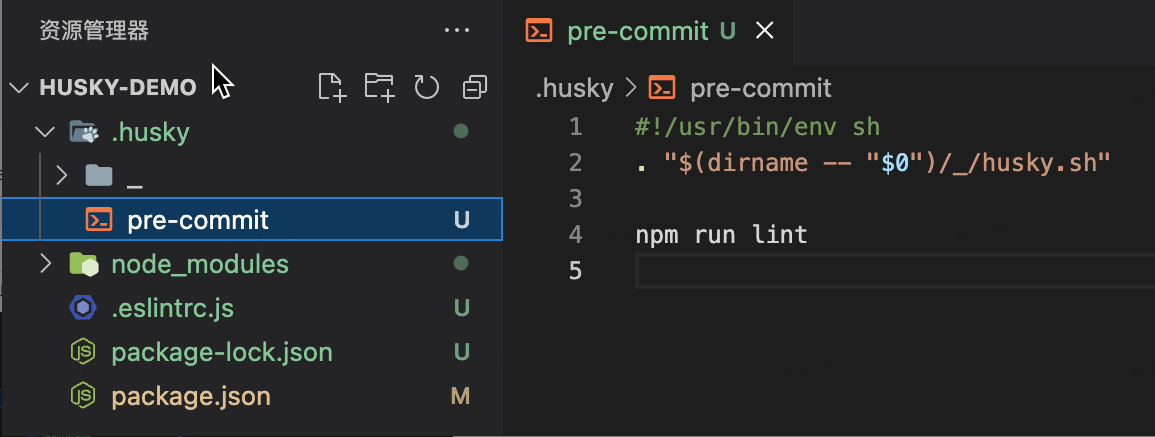 资源管理器
HUSKY-DEMO
.husky
_
pre-commit U
node_modules
.eslintrc.js U
package-lock.json U
package.json M
pre-commit U
.husky > pre-commit
1 #!/usr/bin/env sh
2 . "$(dirname -- "$0")/_/husky.sh"
3
4 npm run lint
5